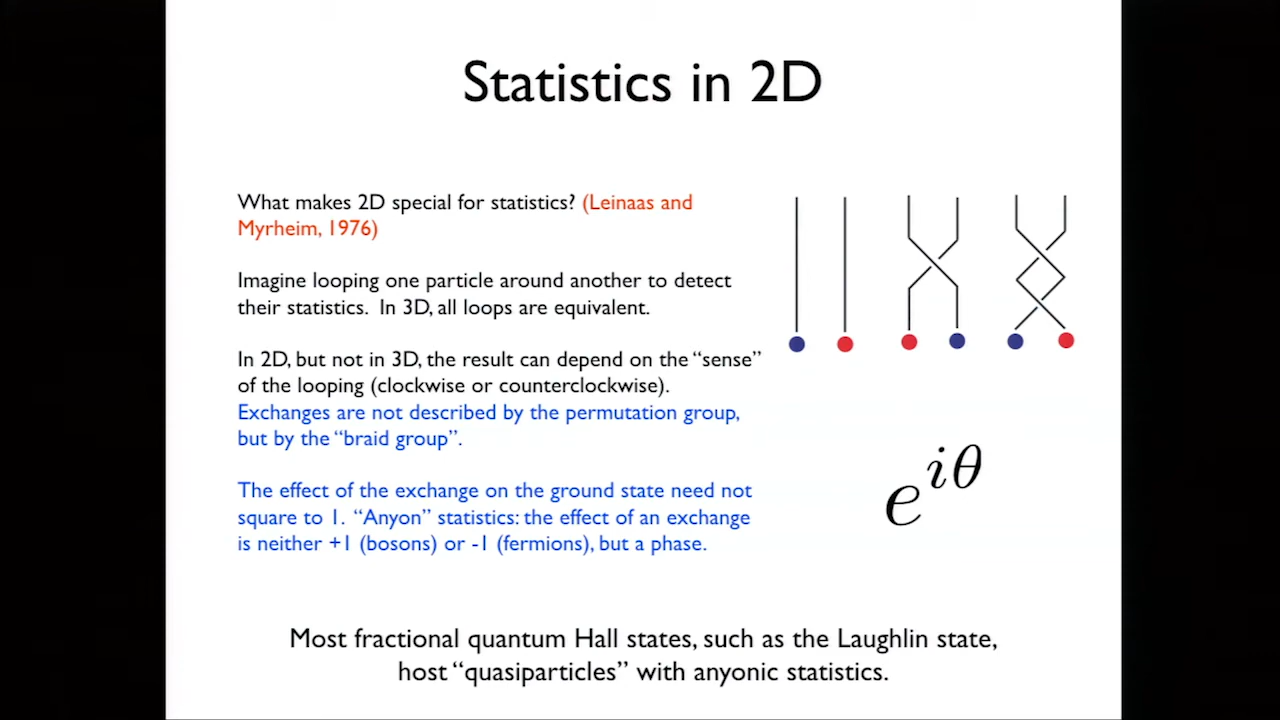 Statistics in 2D
What makes 2D special for statistics? (Leinaas and
Myrheim, 1976)
Imagine looping one particle around another to detect
their statistics. In 3D, all loops are equivalent.
In 2D, but not in 3D, the result can depend on the “sense”
of the looping (clockwise or counterclockwise).
Exchanges are not described by the permutation group,
but by the “braid group”.
The effect of the exchange on the ground state need not
square to 1. “Anyon” statistics: the effect of an exchange
is neither +1 (bosons) or -1 (fermions), but a phase.
e^{iθ}
Most fractional quantum Hall states, such as the Laughlin state,
host “quasiparticles” with anyonic statistics.